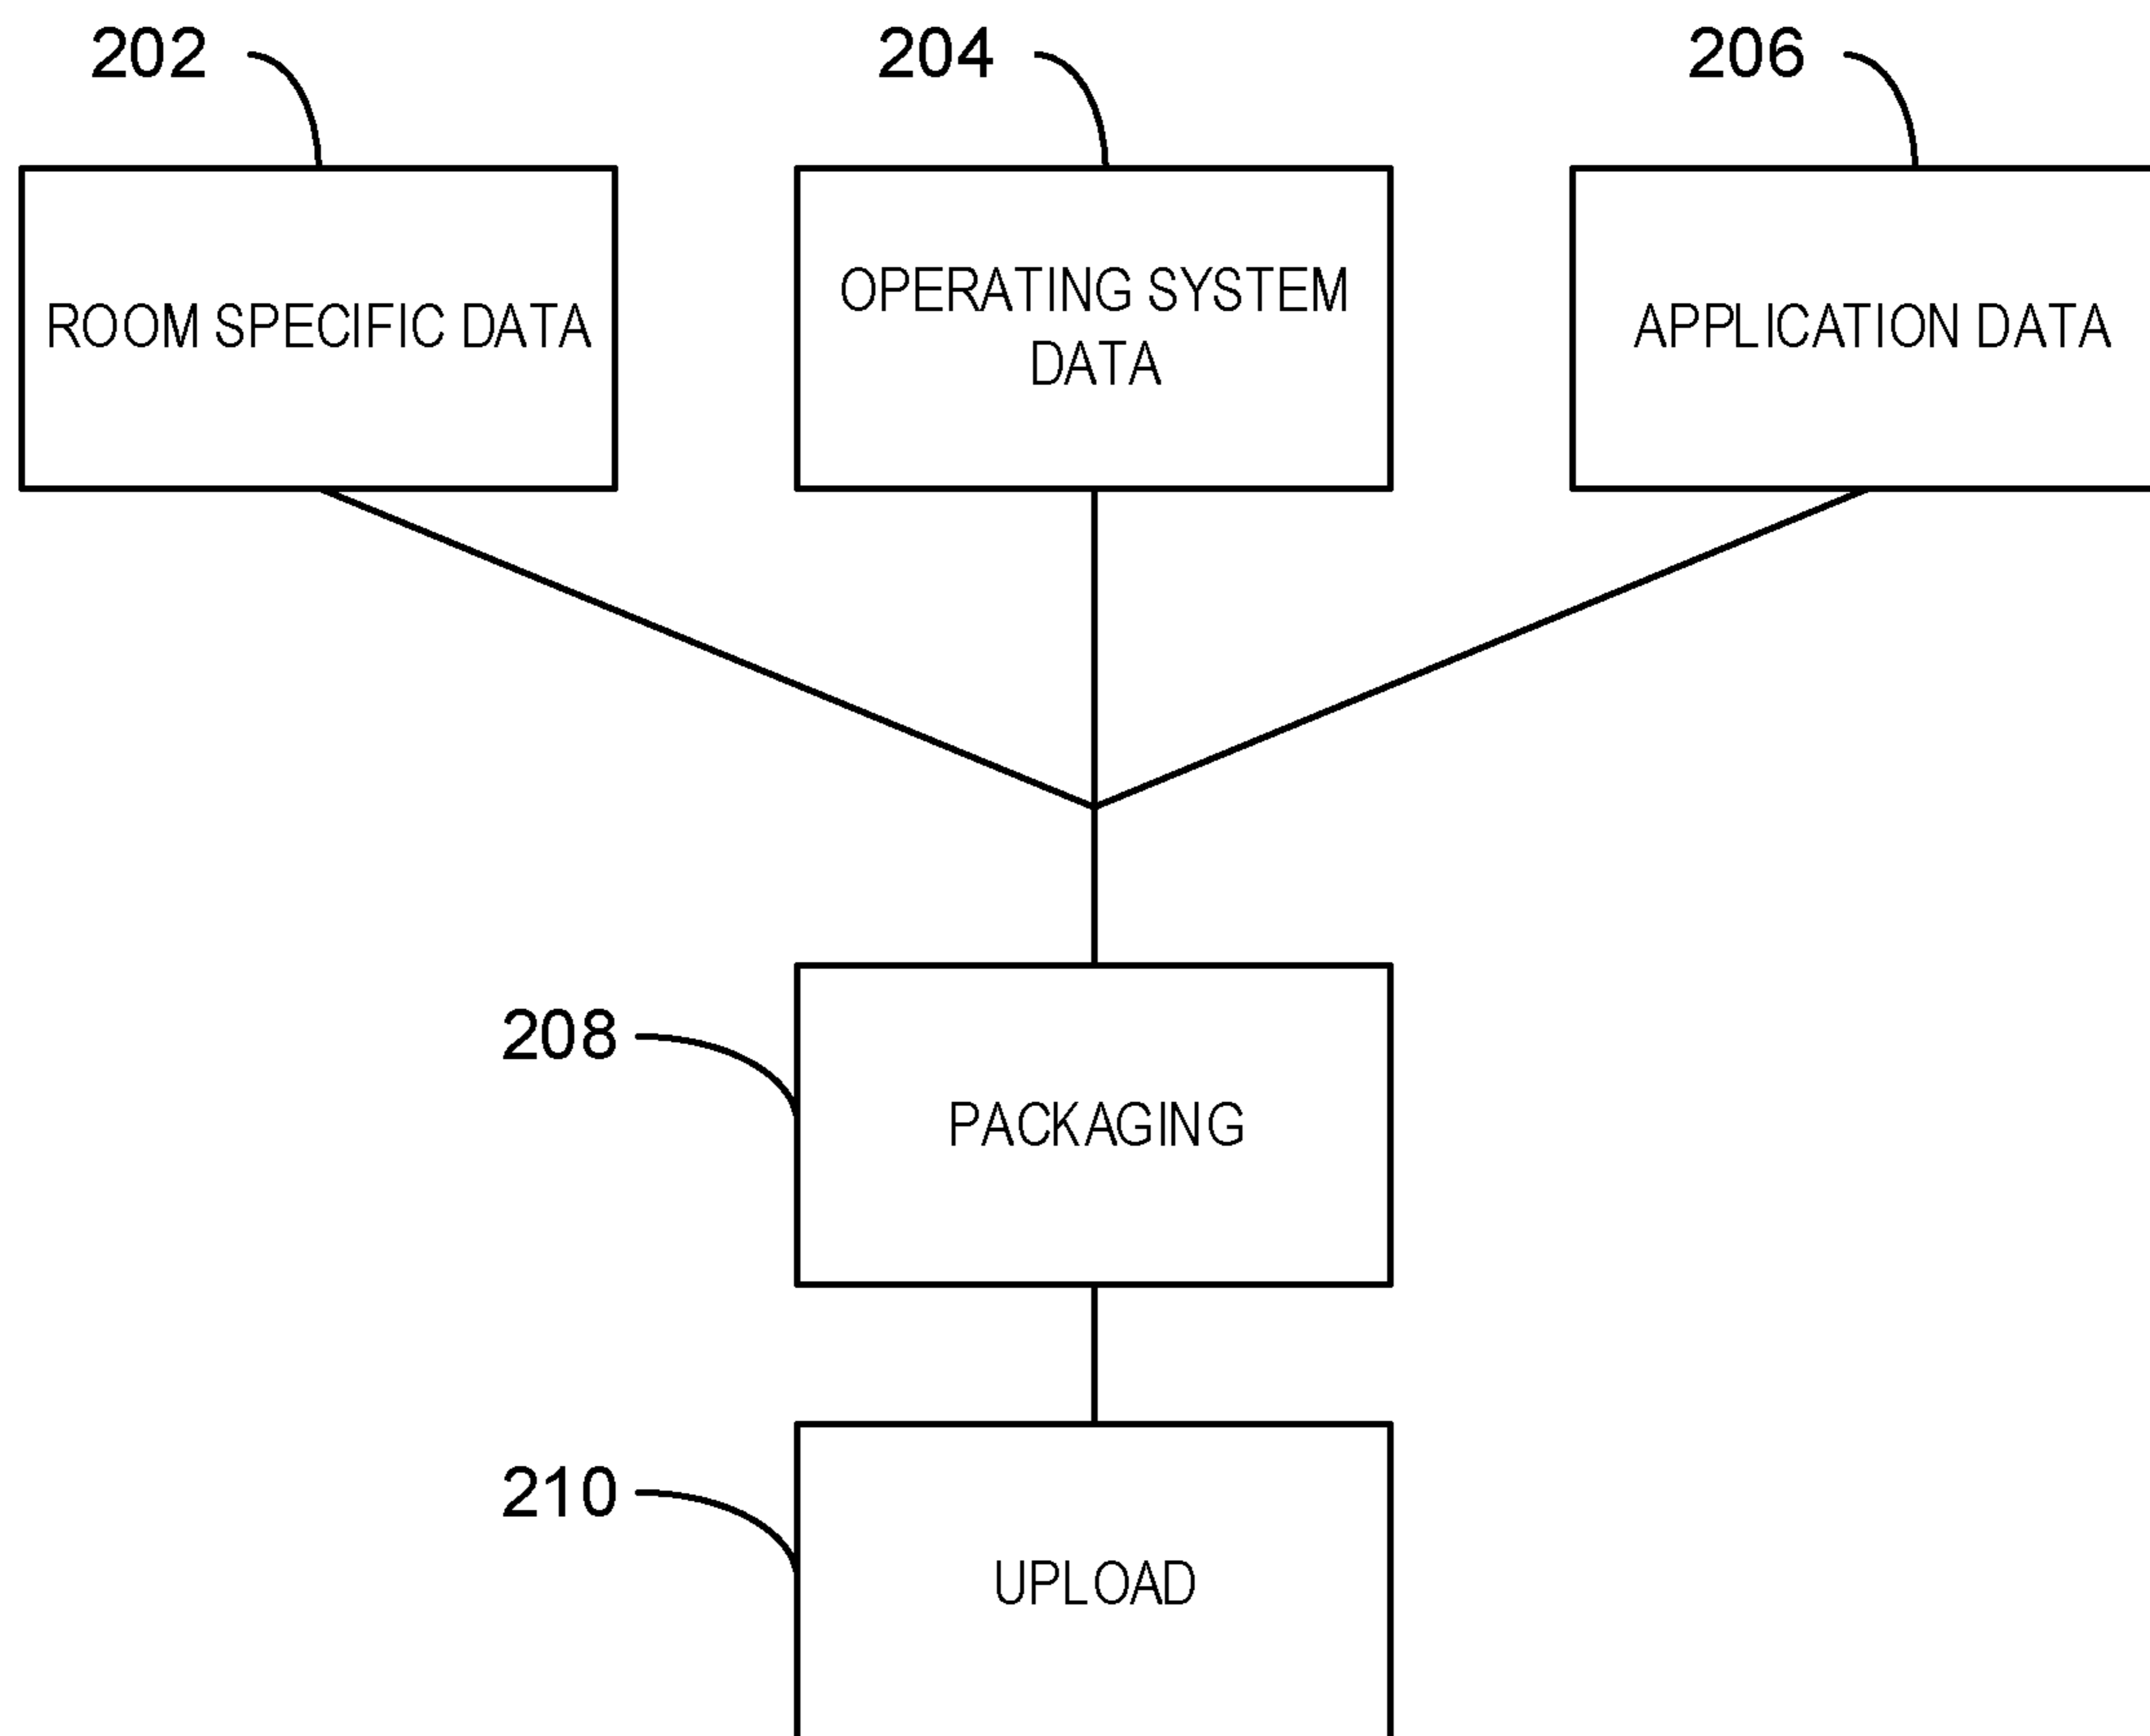 202
204
206
ROOM SPECIFIC DATA
OPERATING SYSTEM
DATA
APPLICATION DATA
208
PACKAGING
210
UPLOAD